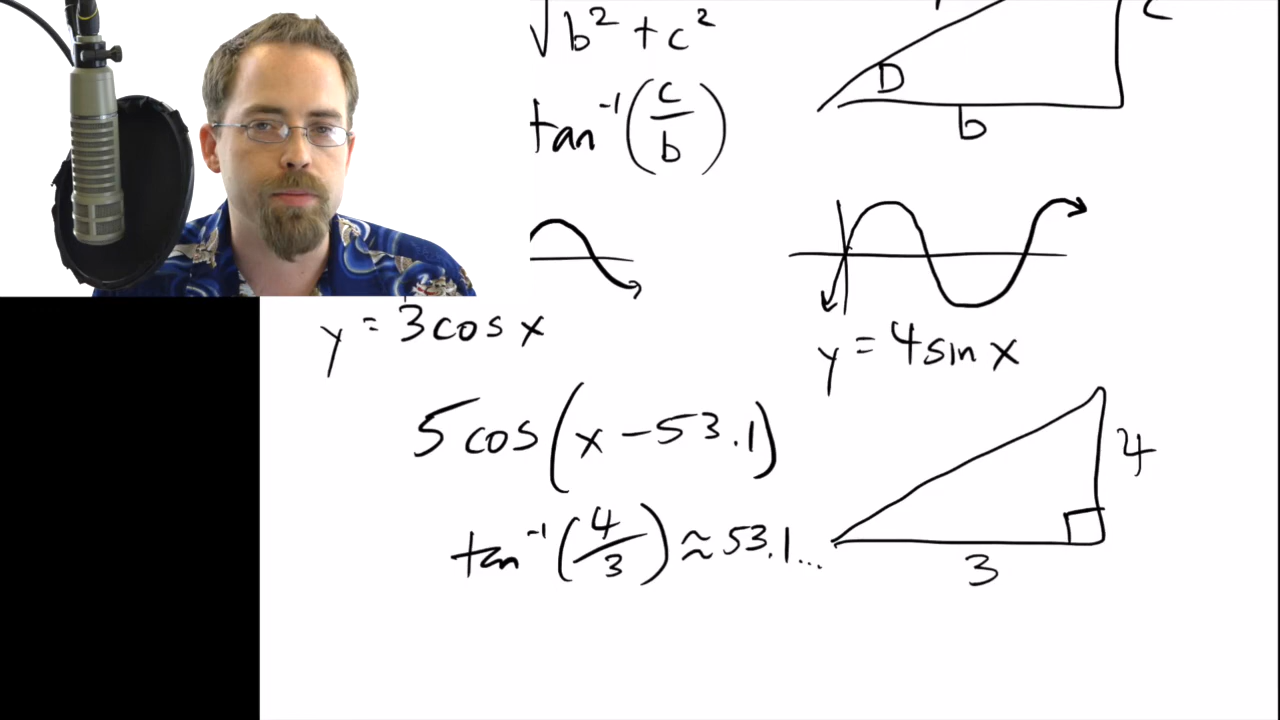 √b² + c²
c
D
tan⁻¹(c/b)
b
y = 3cos x
y = 4sin x
5cos(x - 53.1)
4
tan⁻¹(4/3) ≈ 53.1...
3